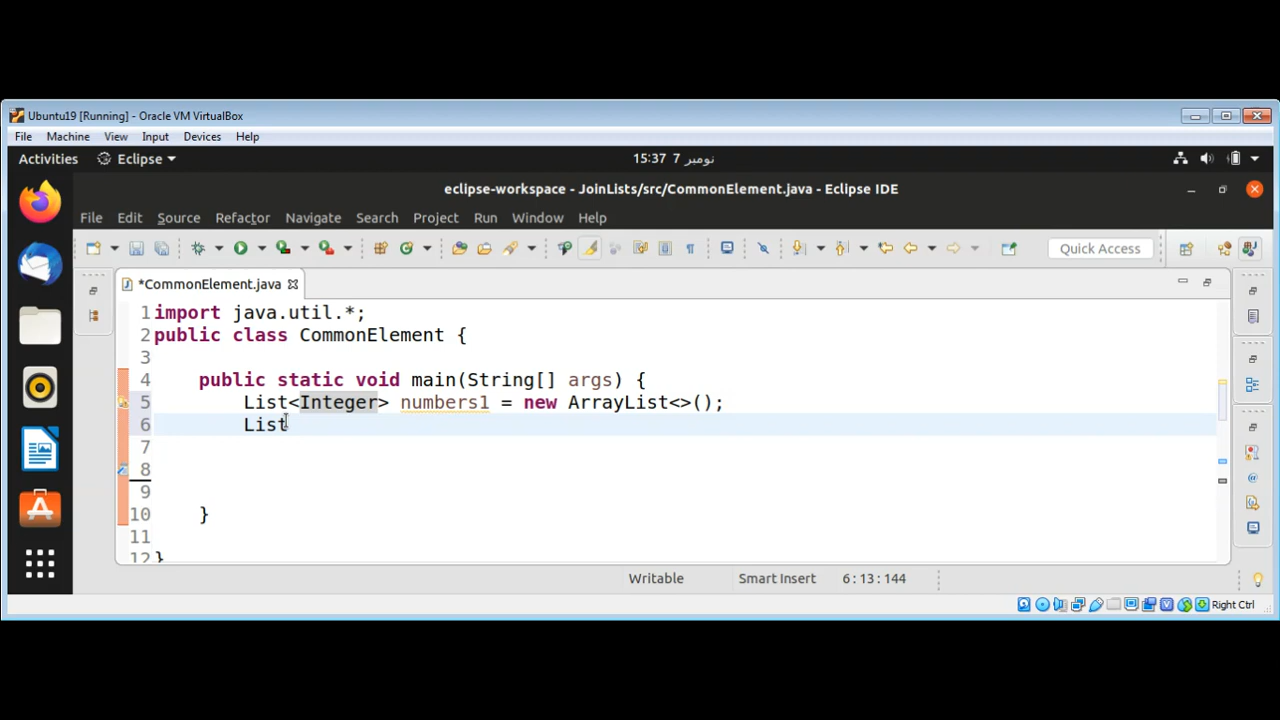 Ubuntu19 [Running] - Oracle VM VirtualBox
File Machine View Input Devices Help
Activities Eclipse 15:37 7 نومبر
eclipse-workspace - JoinLists/src/CommonElement.java - Eclipse IDE
File Edit Source Refactor Navigate Search Project Run Window Help
Quick Access
*CommonElement.java
1 import java.util.*;
2 public class CommonElement {
3
4 public static void main(String[] args) {
5 List<Integer> numbers1 = new ArrayList<>();
6 List
7
8
9
10 }
11
12 }
Writable Smart Insert 6 : 13 : 144
Right Ctrl